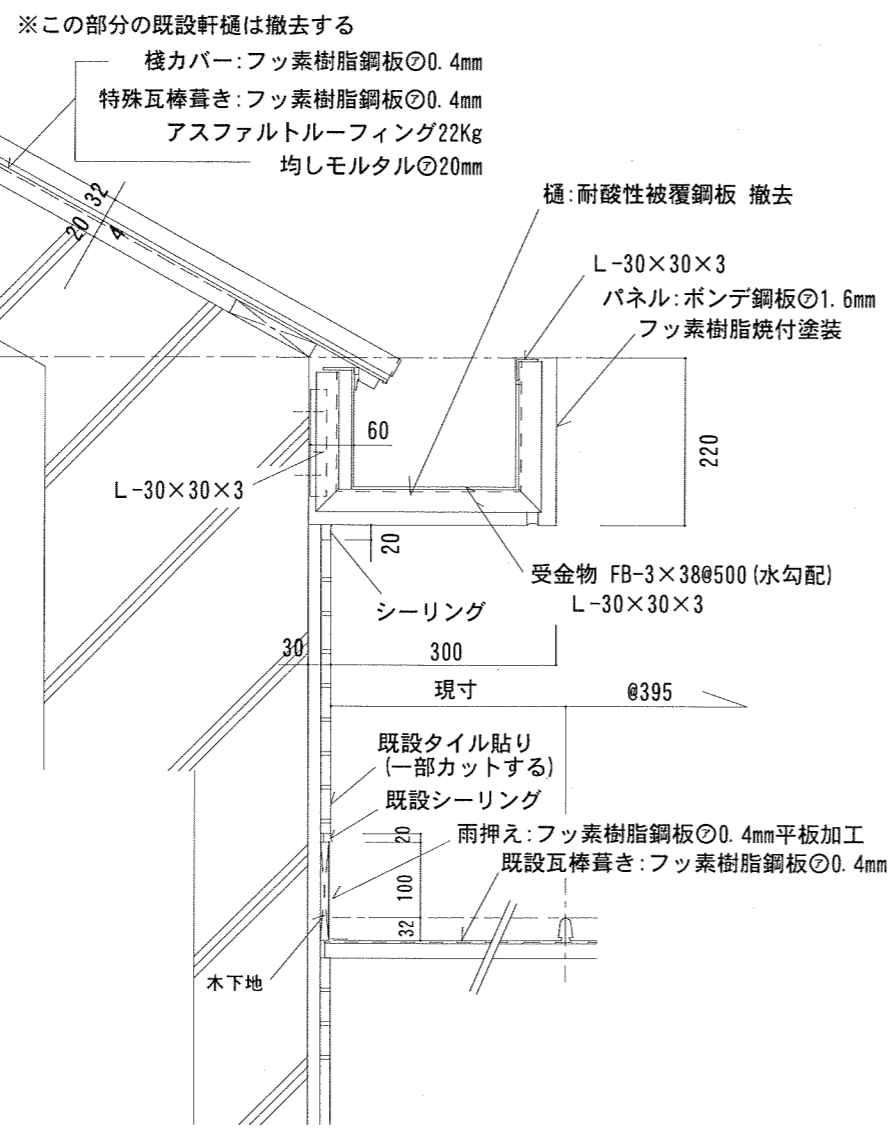 ※この部分の既設軒樋は撤去する
棧カバー:フッ素樹脂鋼板㋐0.4mm
特殊瓦棒葺き:フッ素樹脂鋼板㋐0.4mm
アスファルトルーフィング22Kg
均しモルタル㋐20mm
32
20
4
樋:耐酸性被覆鋼板 撤去
L-30×30×3
パネル:ボンデ鋼板㋐1.6mm
フッ素樹脂焼付塗装
60
220
L-30×30×3
20
受金物 FB-3×38@500(水勾配)
L-30×30×3
シーリング
30
300
現寸
@395
既設タイル貼り
(一部カットする)
既設シーリング
20
雨押え:フッ素樹脂鋼板㋐0.4mm平板加工
既設瓦棒葺き:フッ素樹脂鋼板㋐0.4mm
100
32
木下地